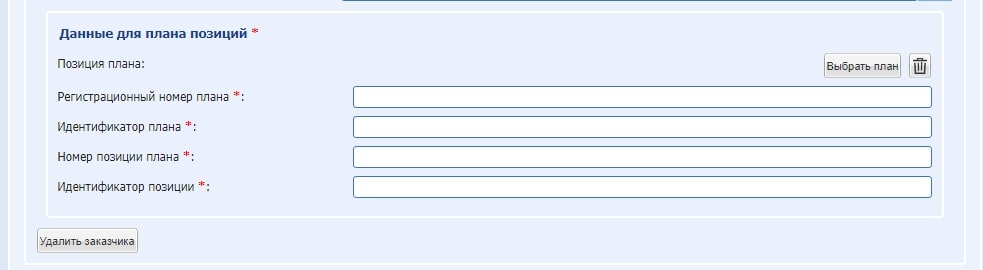 Данные для плана позиций *
Позиция плана: Выбрать план
Регистрационный номер плана *:
Идентификатор плана *:
Номер позиции плана *:
Идентификатор позиции *:
Удалить заказчика